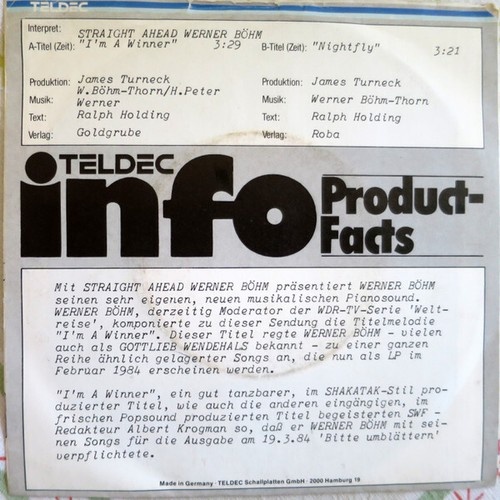 TELDEC
Interpret: STRAIGHT AHEAD WERNER BÖHM
A-Titel (Zeit): "I'm A Winner" 3:29 B-Titel (Zeit): "Nightfly" 3:21
Produktion: James Turneck Produktion: James Turneck
W.Böhm-Thorn/H.Peter
Musik: Werner Musik: Werner Böhm-Thorn
Text: Ralph Holding Text: Ralph Holding
Verlag: Goldgrube Verlag: Roba
TELDEC
info
Product-
Facts
Mit STRAIGHT AHEAD WERNER BÖHM präsentiert WERNER BÖHM
seinen sehr eigenen, neuen musikalischen Pianosound.
WERNER BÖHM, derzeitig Moderator der WDR-TV-Serie 'Welt-
reise', komponierte zu dieser Sendung die Titelmelodie
"I'm A Winner". Dieser Titel regte WERNER BÖHM - vielen
auch als GOTTLIEB WENDEHALS bekannt - zu einer ganzen
Reihe ähnlich gelagerter Songs an, die nun als LP im
Februar 1984 erscheinen werden.
"I'm A Winner", ein gut tanzbarer, im SHAKATAK-Stil pro-
duzierter Titel, wie auch die anderen eingängigen, im
frischen Popsound produzierten Titel begeisterten SWF -
Redakteur Albert Krogman so, daß er WERNER BÖHM mit sei-
nen Songs für die Ausgabe am 19.3.84 'Bitte umblättern'
verpflichtete.
Made in Germany · TELDEC Schallplatten GmbH · 2000 Hamburg 19